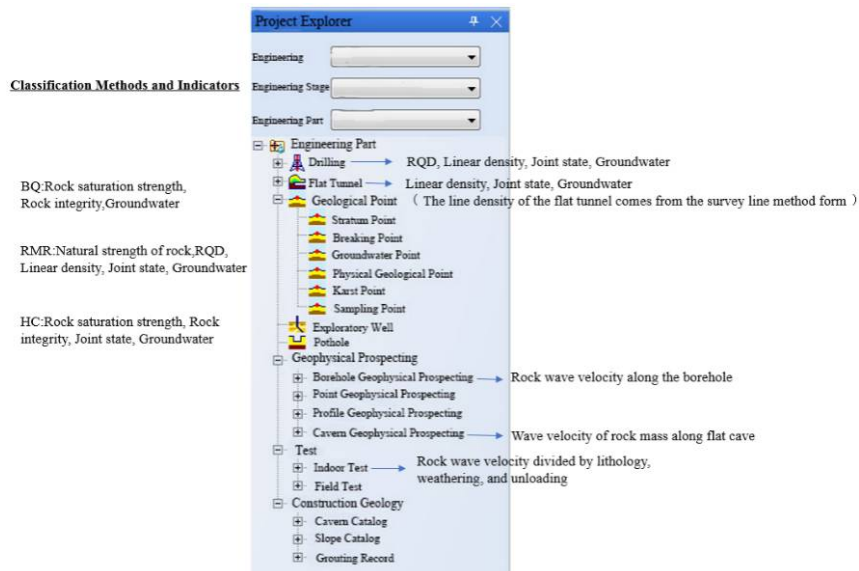 Project Explorer
Engineering
Classification Methods and Indicators
Engineering Stage
Engineering Part
Engineering Part
Drilling
RQD, Linear density, Joint state, Groundwater
Flat Tunnel
Linear density, Joint state, Groundwater
BQ:Rock saturation strength,
Rock integrity,Groundwater
Geological Point
( The line density of the flat tunnel comes from the survey line method form )
Stratum Point
Breaking Point
RMR:Natural strength of rock,RQD,
Linear density, Joint state, Groundwater
Groundwater Point
Physical Geological Point
Karst Point
Sampling Point
HC:Rock saturation strength, Rock
integrity, Joint state, Groundwater
Exploratory Well
Pothole
Geophysical Prospecting
Borehole Geophysical Prospecting
Rock wave velocity along the borehole
Point Geophysical Prospecting
Profile Geophysical Prospecting
Cavern Geophysical Prospecting
Wave velocity of rock mass along flat cave
Test
Indoor Test
Rock wave velocity divided by lithology,
weathering, and unloading
Field Test
Construction Geology
Cavern Catalog
Slope Catalog
Grouting Record